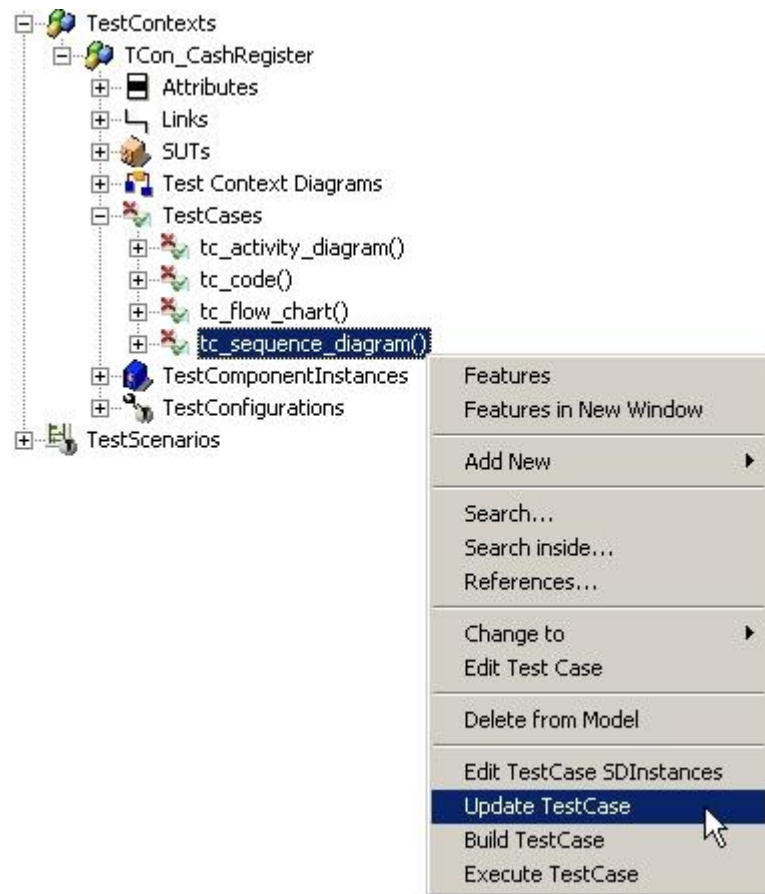 TestContexts
TCon_CashRegister
Attributes
Links
SUTs
Test Context Diagrams
TestCases
tc_activity_diagram()
tc_code()
tc_flow_chart()
tc_sequence_diagram()
TestComponentInstances
TestConfigurations
TestScenarios
Features
Features in New Window
Add New
Search...
Search inside...
References...
Change to
Edit Test Case
Delete from Model
Edit TestCase SDInstances
Update TestCase
Build TestCase
Execute TestCase